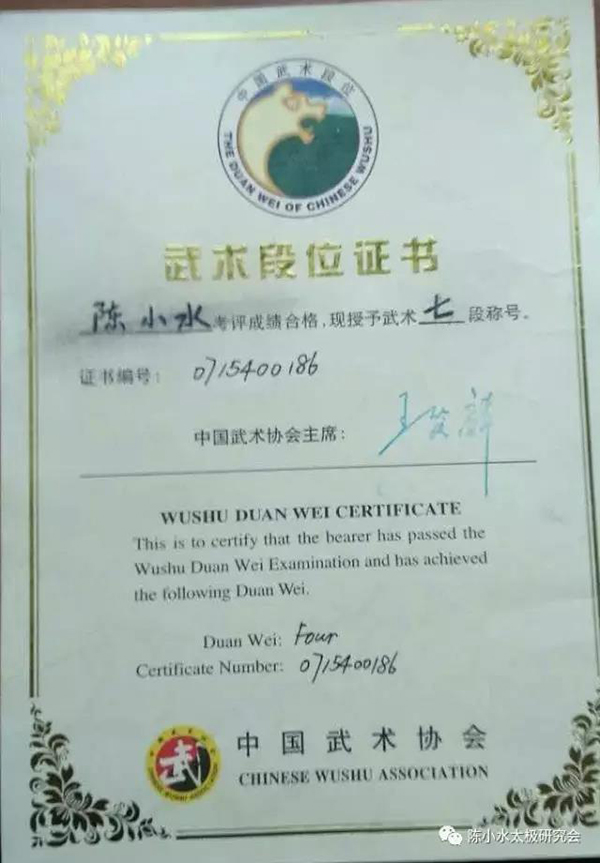 中国武术段位
THE DUAN WEI OF CHINESE WUSHU
武术段位证书
陈小水考评成绩合格,现授予武术七段称号。
证书编号: 0715400186
中国武术协会主席:
WUSHU DUAN WEI CERTIFICATE
This is to certify that the bearer has passed the
Wushu Duan Wei Examination and has achieved
the following Duan Wei.
Duan Wei: Four
Certificate Number: 0715400186
武
CHINESE WUSHU ASSOCIATION
中国武术协会
CHINESE WUSHU ASSOCIATION
陈小水太极研究会